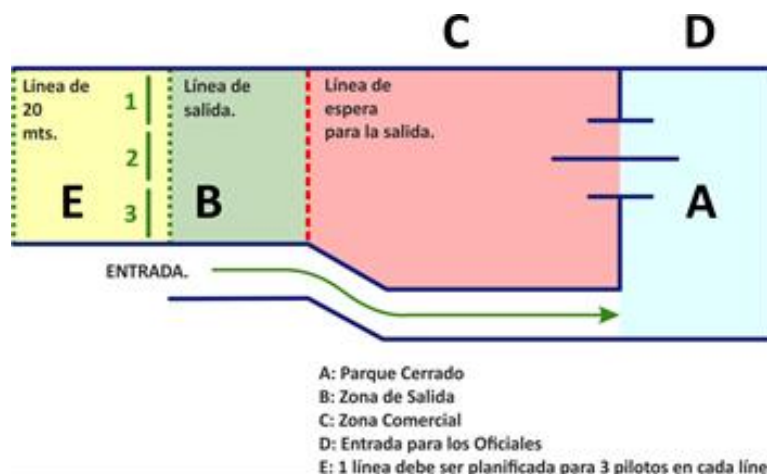 C
D
Línea de
20
mts.
1
2
3
E
Línea de
salida.
B
Línea de
espera
para la salida.
A
ENTRADA.
A: Parque Cerrado
B: Zona de Salida
C: Zona Comercial
D: Entrada para los Oficiales
E: 1 línea debe ser planificada para 3 pilotos en cada líne